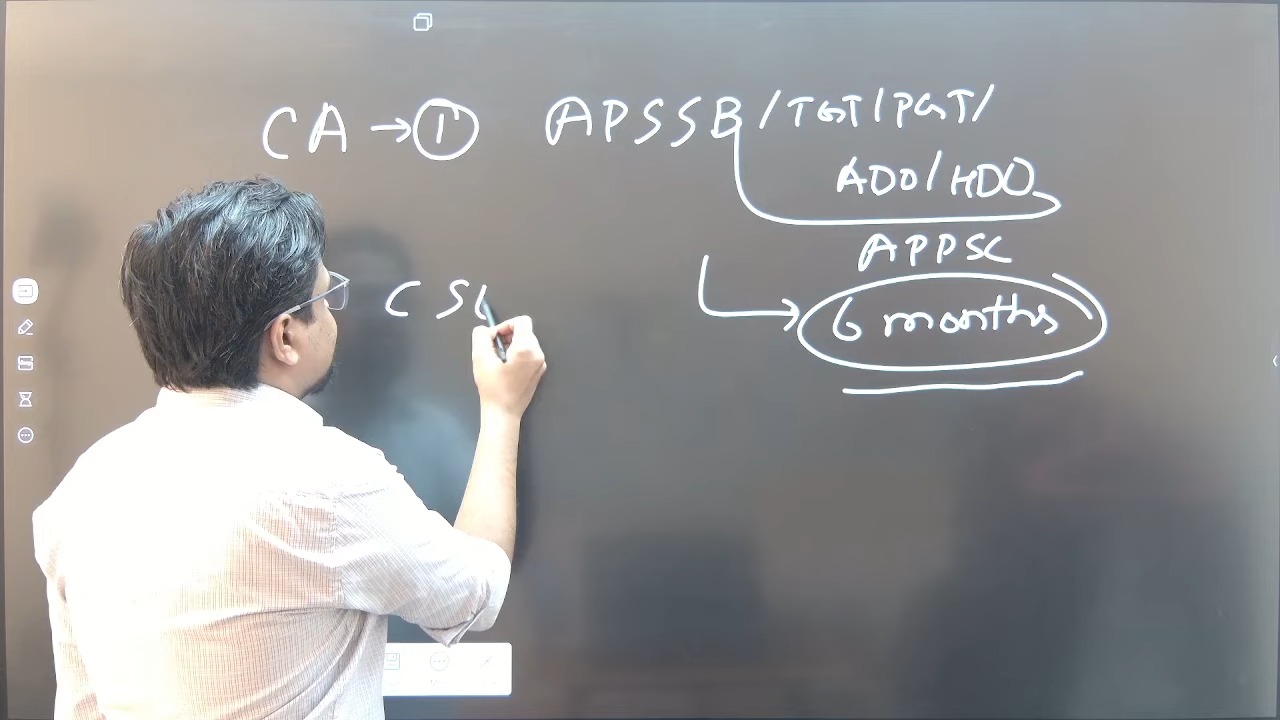 CA → ① APSSB/TGT/PGT/
ADO/HDO
APPSC
CS
6 months